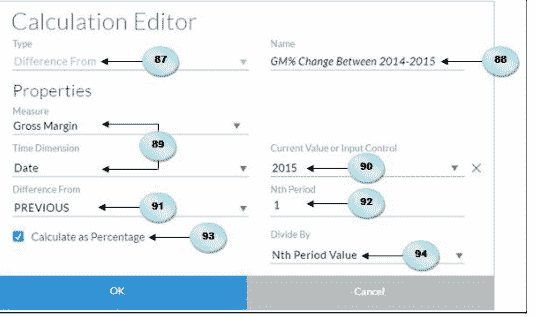 Calculation Editor
Type Name
Difference From 87 GM% Change Between 2014-2015 88
Properties
Measure
Gross Margin
89
Time Dimension Current Value or Input Control
Date 2015 90
Difference From Nth Period
PREVIOUS 91 1 92
Calculate as Percentage 93 Divide By
Nth Period Value 94
OK Cancel